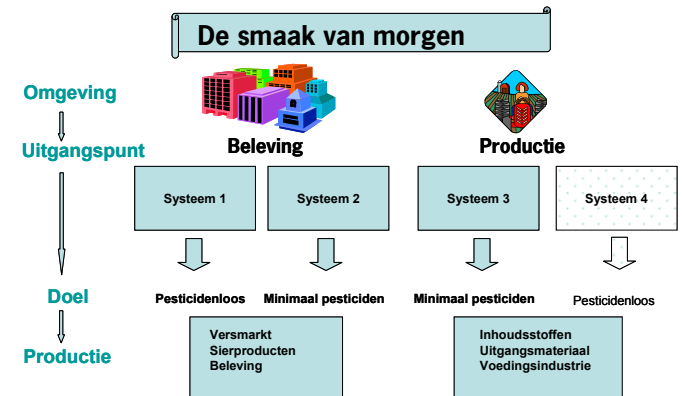 De smaak van morgen
Omgeving
Uitgangspunt
Beleving
Productie
Systeem 1
Systeem 2
Systeem 3
Systeem 4
Doel
Pesticidenloos
Minimaal pesticiden
Minimaal pesticiden
Pesticidenloos
Productie
Versmarkt
Sierproducten
Beleving
Inhoudsstoffen
Uitgangsmateriaal
Voedingsindustrie